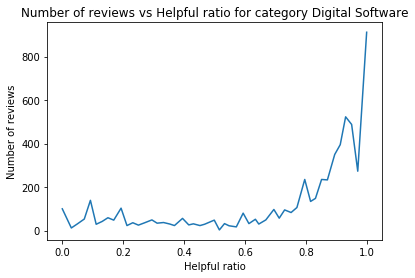 Number of reviews vs Helpful ratio for category Digital Software
800
600
400
200
0
Number of reviews
0.0 0.2 0.4 0.6 0.8 1.0
Helpful ratio